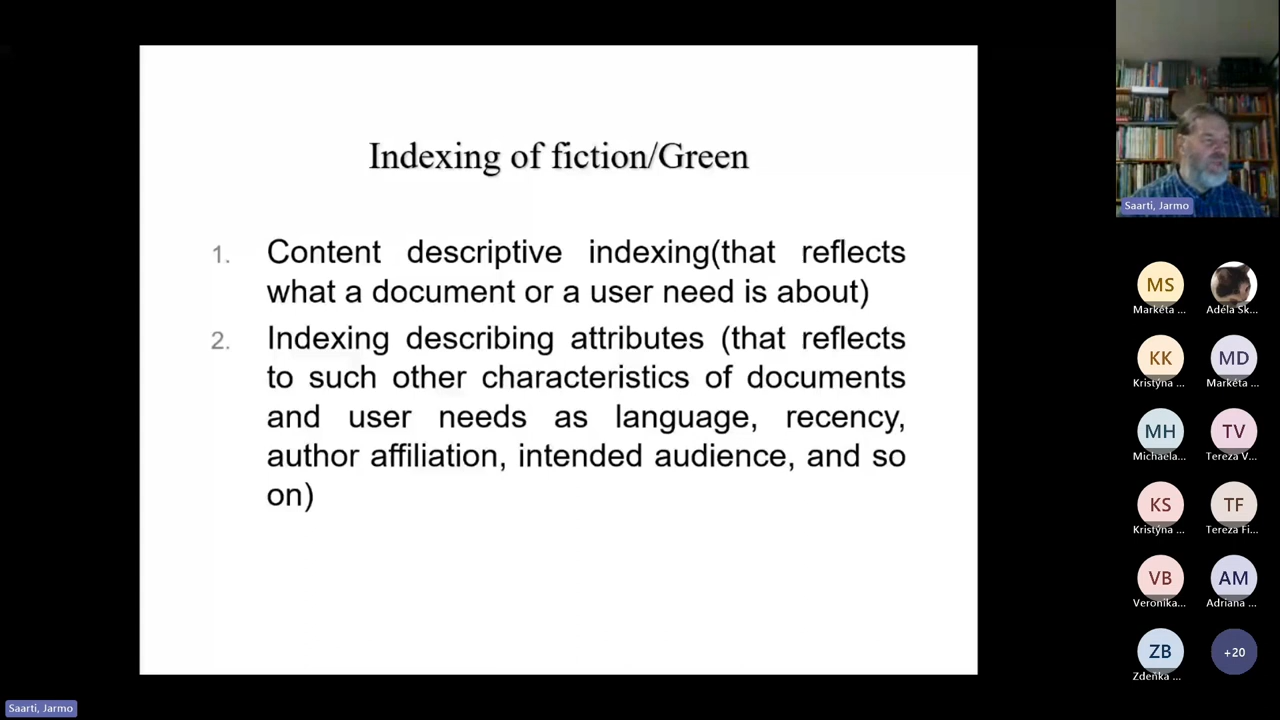 Indexing of fiction/Green
1. Content descriptive indexing(that reflects
what a document or a user need is about)
2. Indexing describing attributes (that reflects
to such other characteristics of documents
and user needs as language, recency,
author affiliation, intended audience, and so
on)
Saarti, Jarmo
MS
Markéta ...
Adéla Sk...
KK
Kristýna ...
MD
Markéta ...
MH
Michaela...
TV
Tereza V...
KS
Kristýna ...
TF
Tereza Fi...
VB
Veronika...
AM
Adriana ...
ZB
Zdeňka ...
+20
Saarti, Jarmo